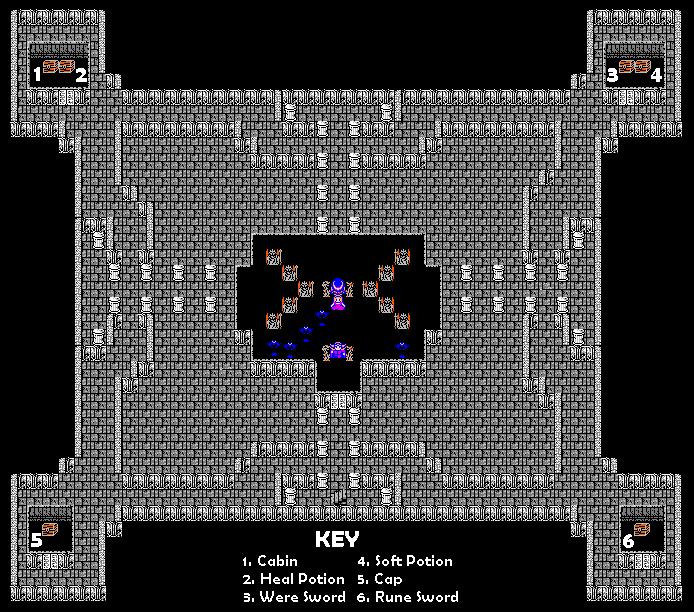 1 2
3 4
5
6
KEY
1. Cabin 4. Soft Potion
2. Heal Potion 5. Cap
3. Were Sword 6. Rune Sword